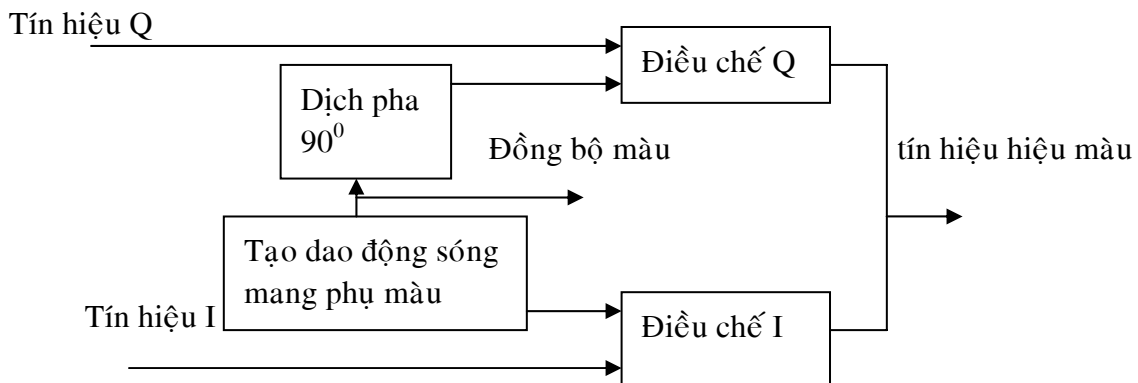 Tín hiệu Q
Điều chế Q
Dịch pha
90⁰
Đồng bộ màu
tín hiệu hiệu màu
Tạo dao động sóng
mang phụ màu
Tín hiệu I
Điều chế I